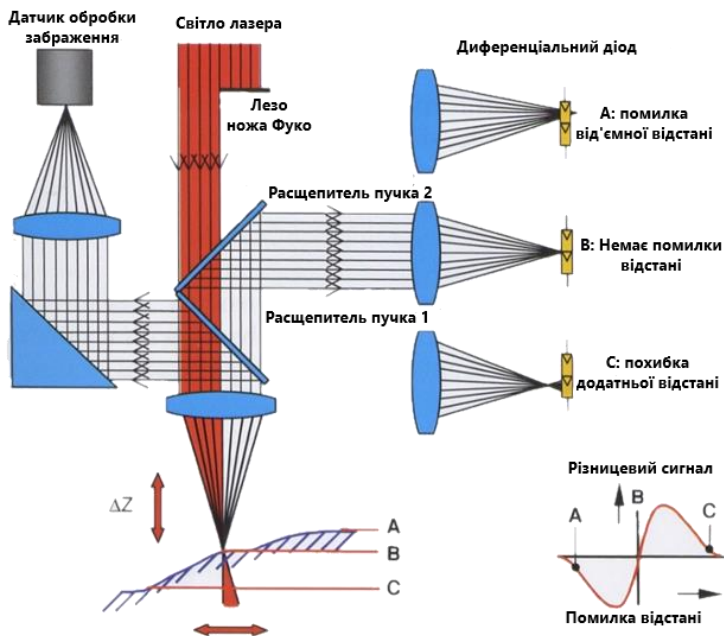 Датчик обробки
забраження
Світло лазера
Диференціальний діод
Лезо
ножа Фуко
А: помилка
від'ємної відстані
Расщепитель пучка 2
В: Немає помилки
відстані
Расщепитель пучка 1
С: похибка
додатньої відстані
ΔZ
Різницевий сигнал
A
B
C
A
B
C
Помилка відстані